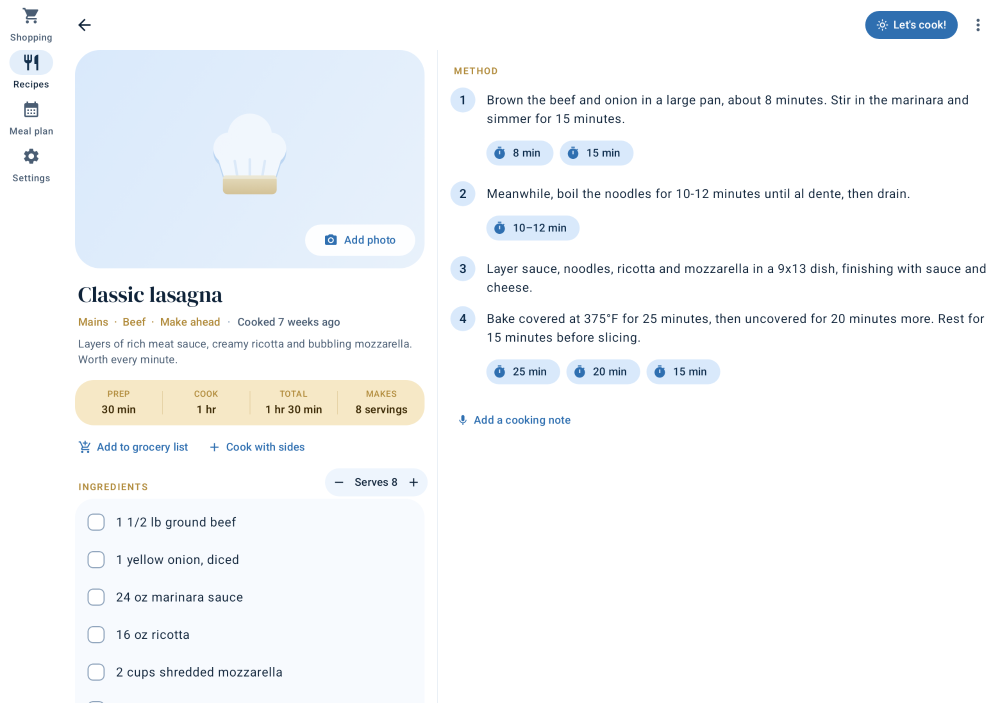 Shopping
Recipes
Meal plan
Settings
Let's cook!
Add photo
Classic lasagna
Mains · Beef · Make ahead · Cooked 7 weeks ago
Layers of rich meat sauce, creamy ricotta and bubbling mozzarella.
Worth every minute.
PREP COOK TOTAL MAKES
30 min 1 hr 1 hr 30 min 8 servings
Add to grocery list + Cook with sides
INGREDIENTS
− Serves 8 +
1 1/2 lb ground beef
1 yellow onion, diced
24 oz marinara sauce
16 oz ricotta
2 cups shredded mozzarella
METHOD
1 Brown the beef and onion in a large pan, about 8 minutes. Stir in the marinara and
simmer for 15 minutes.
8 min 15 min
2 Meanwhile, boil the noodles for 10-12 minutes until al dente, then drain.
10–12 min
3 Layer sauce, noodles, ricotta and mozzarella in a 9x13 dish, finishing with sauce and
cheese.
4 Bake covered at 375°F for 25 minutes, then uncovered for 20 minutes more. Rest for
15 minutes before slicing.
25 min 20 min 15 min
Add a cooking note